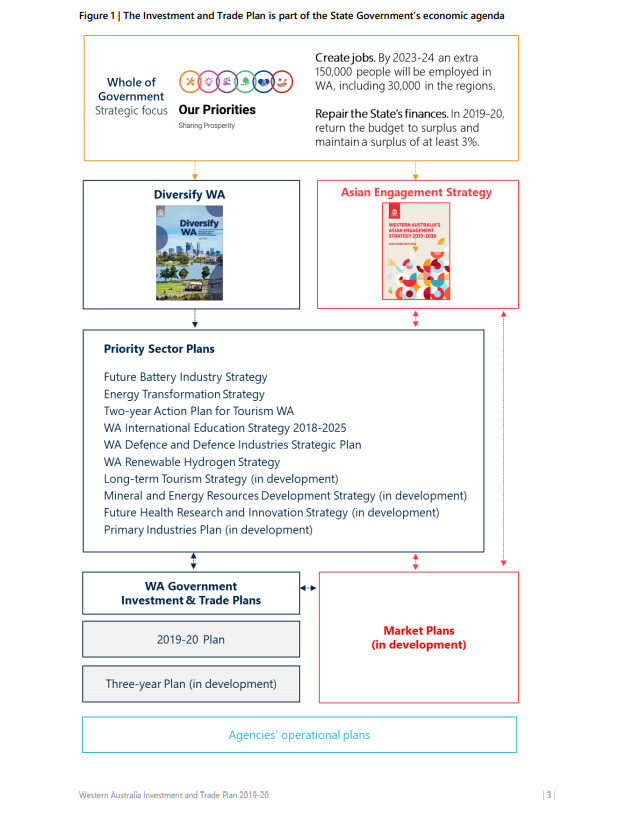 Figure 1 | The Investment and Trade Plan is part of the State Government's economic agenda
Whole of
Government
Strategic focus
Our Priorities
Sharing Prosperity
Create jobs. By 2023-24 an extra
150,000 people will be employed in
WA, including 30,000 in the regions.
Repair the State's finances. In 2019-20,
return the budget to surplus and
maintain a surplus of at least 3%.
Diversify WA
Diversify
WA
Asian Engagement Strategy
WESTERN AUSTRALIA'S
ASIAN ENGAGEMENT
STRATEGY 2019-2030
Priority Sector Plans
Future Battery Industry Strategy
Energy Transformation Strategy
Two-year Action Plan for Tourism WA
WA International Education Strategy 2018-2025
WA Defence and Defence Industries Strategic Plan
WA Renewable Hydrogen Strategy
Long-term Tourism Strategy (in development)
Mineral and Energy Resources Development Strategy (in development)
Future Health Research and Innovation Strategy (in development)
Primary Industries Plan (in development)
WA Government
Investment & Trade Plans
2019-20 Plan
Three-year Plan (in development)
Market Plans
(in development)
Agencies' operational plans
Western Australia Investment and Trade Plan 2019-20
| 3 |